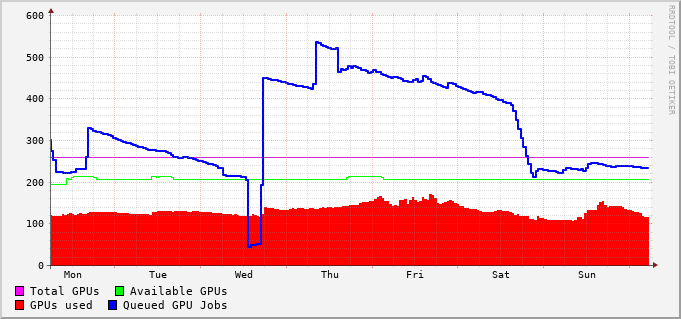 600
500
400
300
200
100
0
Mon Tue Wed Thu Fri Sat Sun
Total GPUs Available GPUs
GPUs used Queued GPU Jobs
RRDTOOL / TOBI OETIKER